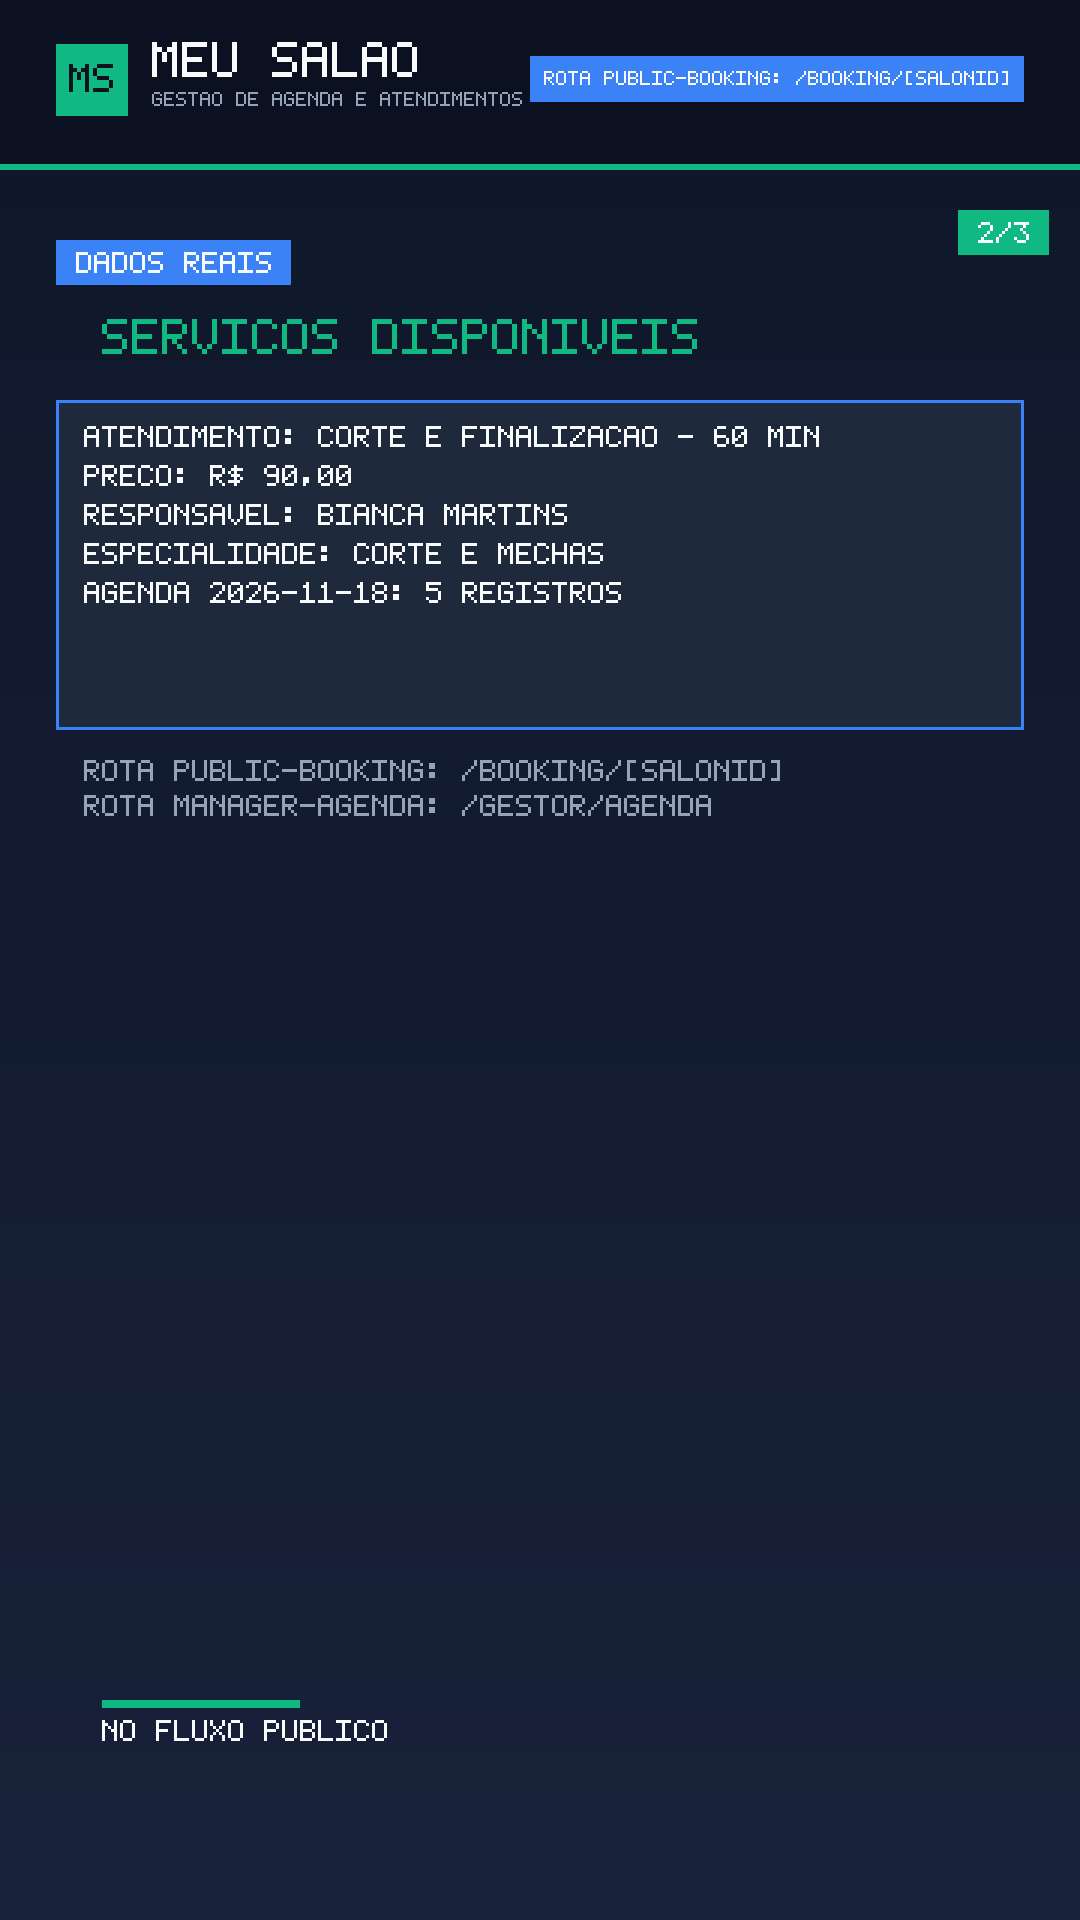 MS
MEU SALAO
GESTAO DE AGENDA E ATENDIMENTOS
ROTA PUBLIC-BOOKING: /BOOKING/[SALONID]
2/3
DADOS REAIS
SERVICOS DISPONIVEIS
ATENDIMENTO: CORTE E FINALIZACAO - 60 MIN
PRECO: R$ 90,00
RESPONSAVEL: BIANCA MARTINS
ESPECIALIDADE: CORTE E MECHAS
AGENDA 2026-11-18: 5 REGISTROS
ROTA PUBLIC-BOOKING: /BOOKING/[SALONID]
ROTA MANAGER-AGENDA: /GESTOR/AGENDA
NO FLUXO PUBLICO